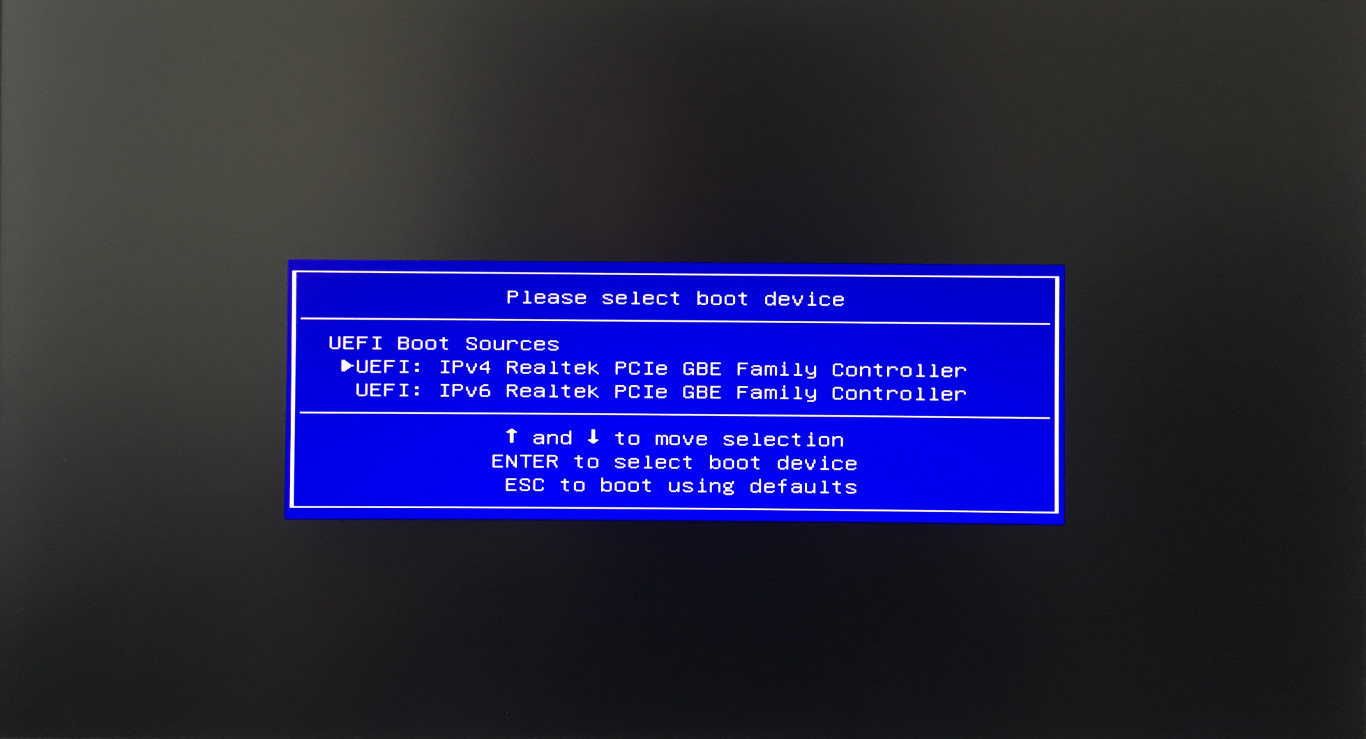 Please select boot device
UEFI Boot Sources
▶UEFI: IPv4 Realtek PCIe GBE Family Controller
UEFI: IPv6 Realtek PCIe GBE Family Controller
↑ and ↓ to move selection
ENTER to select boot device
ESC to boot using defaults